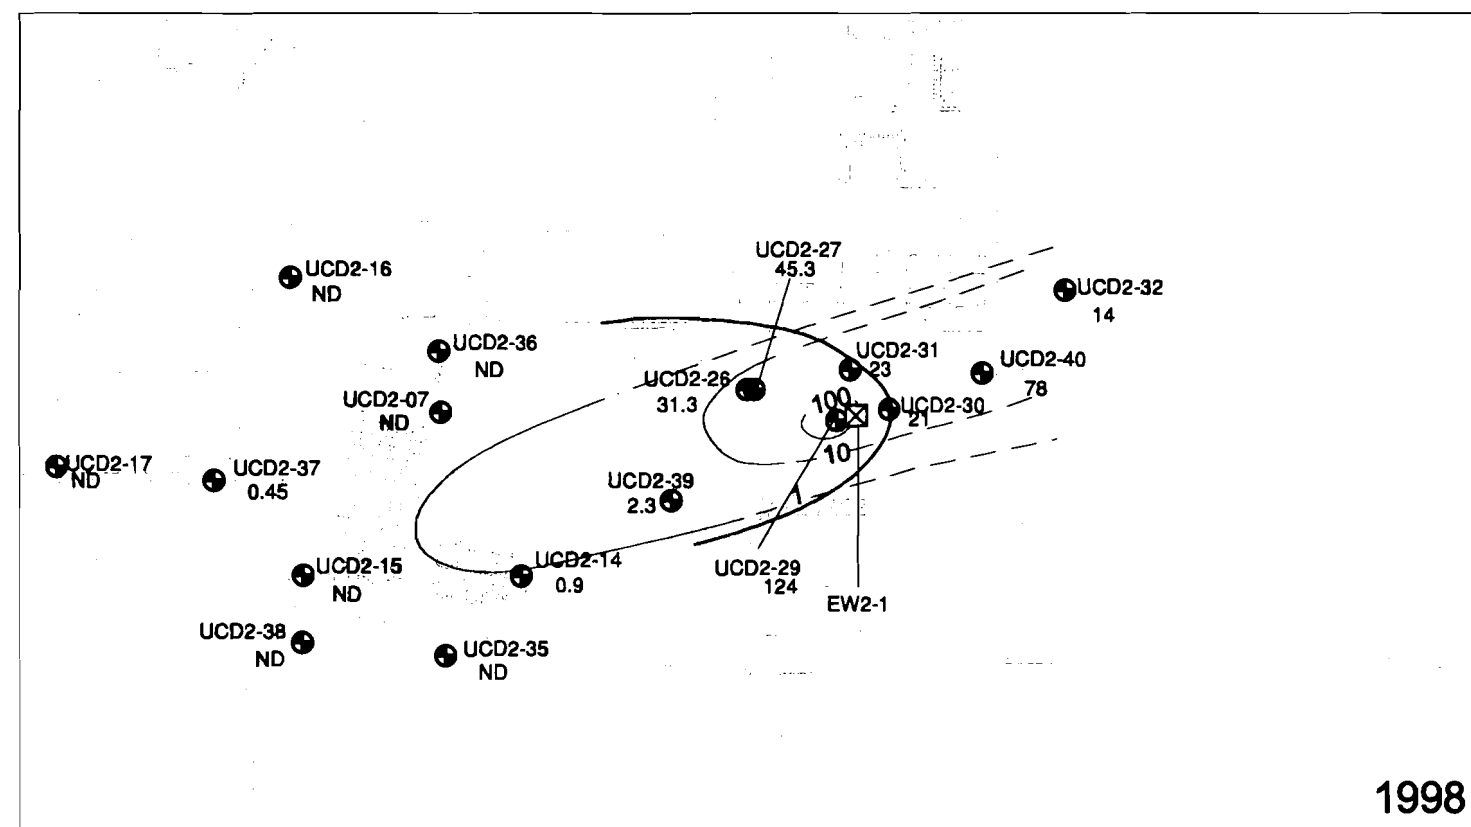 UCD2-27
45.3
UCD2-16
ND
UCD2-32
14
UCD2-36
ND
UCD2-31
23
UCD2-40
78
UCD2-26
31.3
UCD2-07
ND
100
UCD2-30
21
10
UCD2-17
ND
UCD2-37
0.45
UCD2-39
2.3
1
UCD2-14
0.9
UCD2-15
ND
UCD2-29
124
EW2-1
UCD2-38
ND
UCD2-35
ND
1998